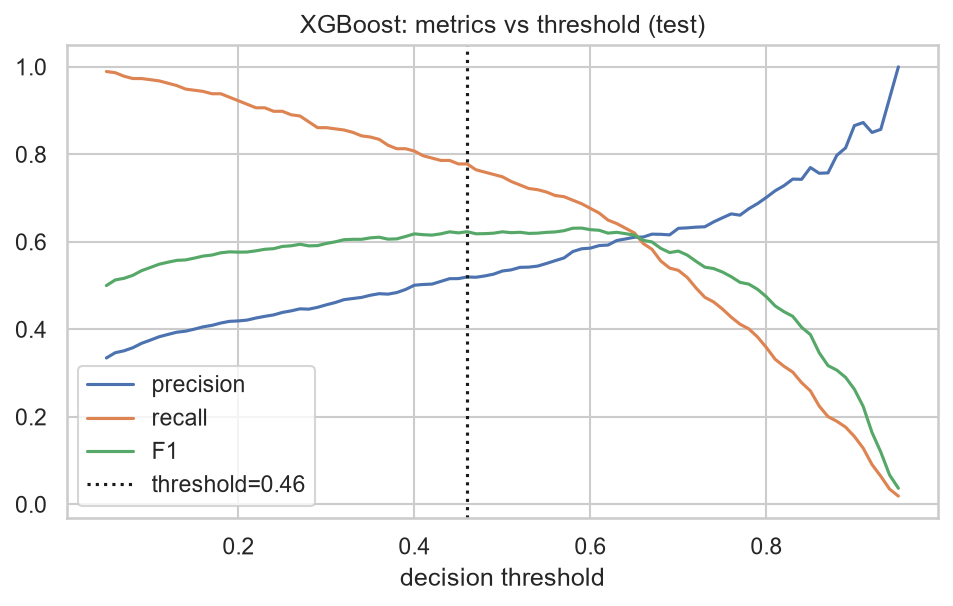 XGBoost: metrics vs threshold (test)
1.0
0.8
0.6
0.4
0.2
0.0
precision
recall
F1
threshold=0.46
0.2 0.4 0.6 0.8
decision threshold